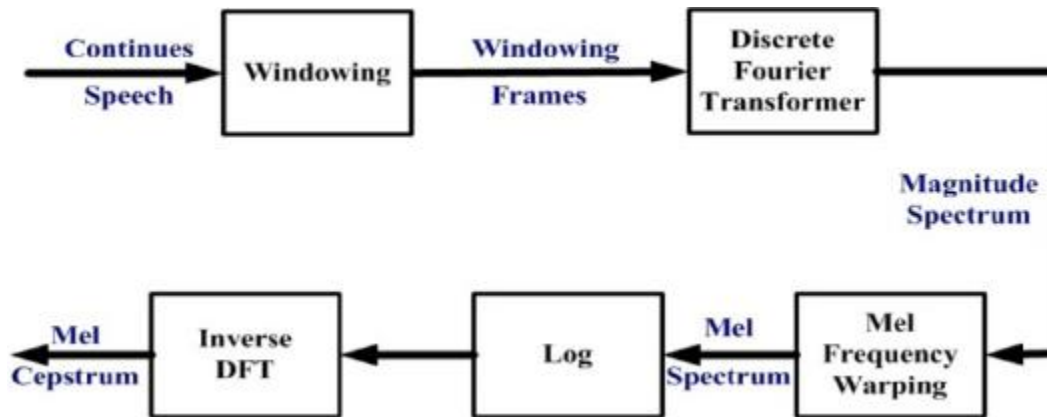 Continues
Speech
Windowing
Windowing
Frames
Discrete
Fourier
Transformer
Magnitude
Spectrum
Mel
Cepstrum
Inverse
DFT
Log
Mel
Spectrum
Mel
Frequency
Warping